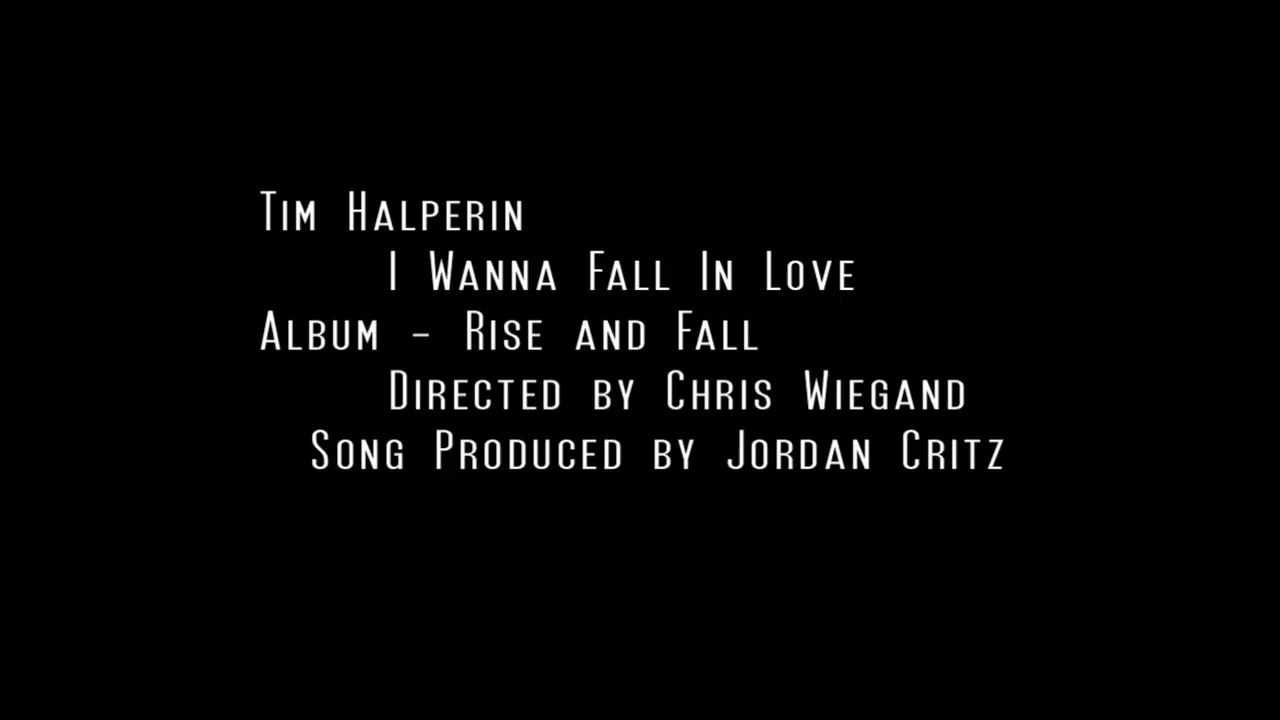 Tim Halperin
I Wanna Fall In Love
Album - Rise and Fall
Directed by Chris Wiegand
Song Produced by Jordan Critz